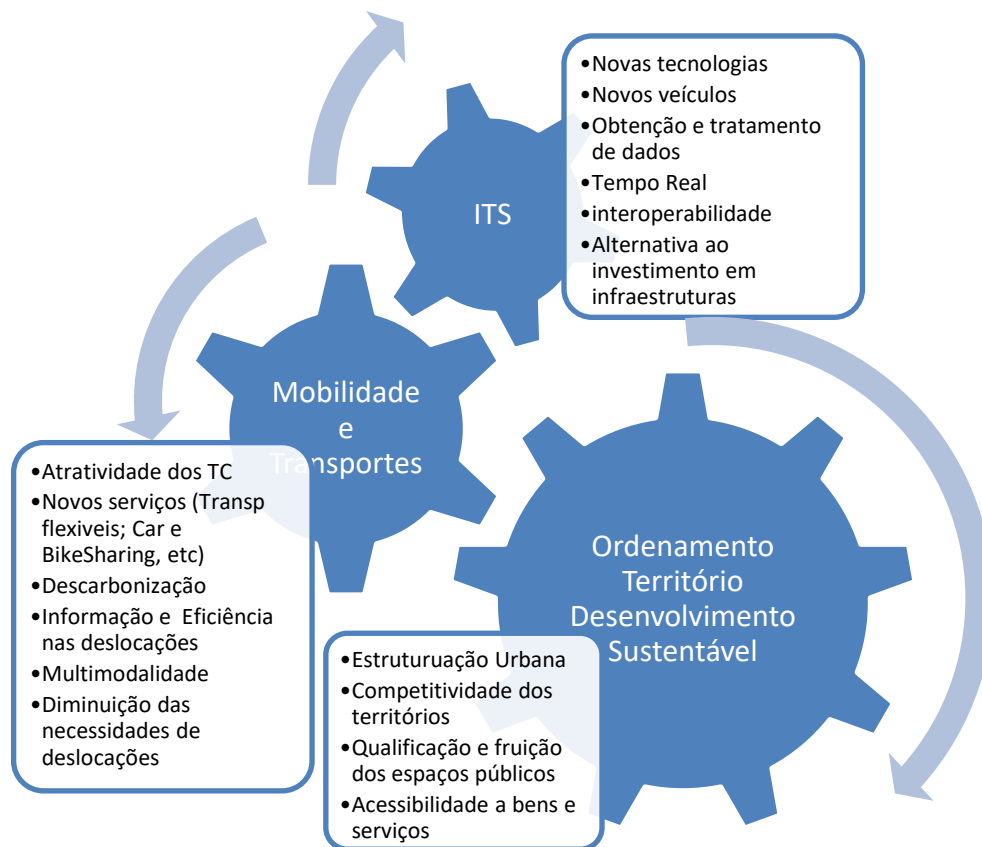 •Novas tecnologias
•Novos veículos
•Obtenção e tratamento
de dados
•Tempo Real
•interoperabilidade
•Alternativa ao
investimento em
infraestruturas
ITS
Mobilidade
e
Transportes
•Atratividade dos TC
•Novos serviços (Transp
flexiveis; Car e
BikeSharing, etc)
•Descarbonização
•Informação e Eficiência
nas deslocações
•Multimodalidade
•Diminuição das
necessidades de
deslocações
Ordenamento
Território
Desenvolvimento
Sustentável
•Estruturuação Urbana
•Competitividade dos
territórios
•Qualificação e fruição
dos espaços públicos
•Acessibilidade a bens e
serviços